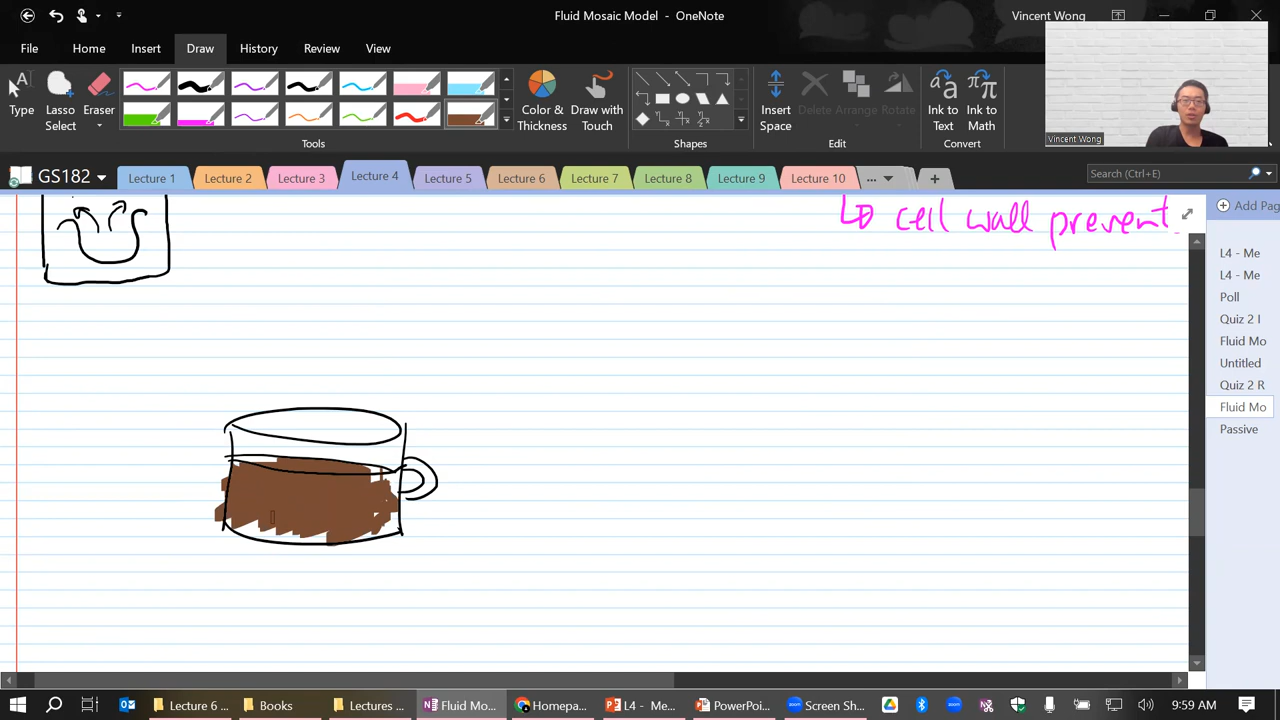 Fluid Mosaic Model - OneNote
Vincent Wong
File Home Insert Draw History Review View
Type
Lasso Select
Eraser
Color & Thickness
Draw with Touch
Insert Space
Delete Arrange Rotate
Ink to Text
Ink to Math
Tools
Shapes
Edit
Convert
Vincent Wong
GS182
Lecture 1 Lecture 2 Lecture 3 Lecture 4 Lecture 5 Lecture 6 Lecture 7 Lecture 8 Lecture 9 Lecture 10 ...
Search (Ctrl+E)
cell wall prevent
Add Pag
L4 - Me
L4 - Me
Poll
Quiz 2 I
Fluid Mo
Untitled
Quiz 2 R
Fluid Mo
Passive
Lecture 6 ... Books Lectures ... Fluid Mo... Prepara... L4 - Me... PowerPoi... Screen Sh... 9:59 AM